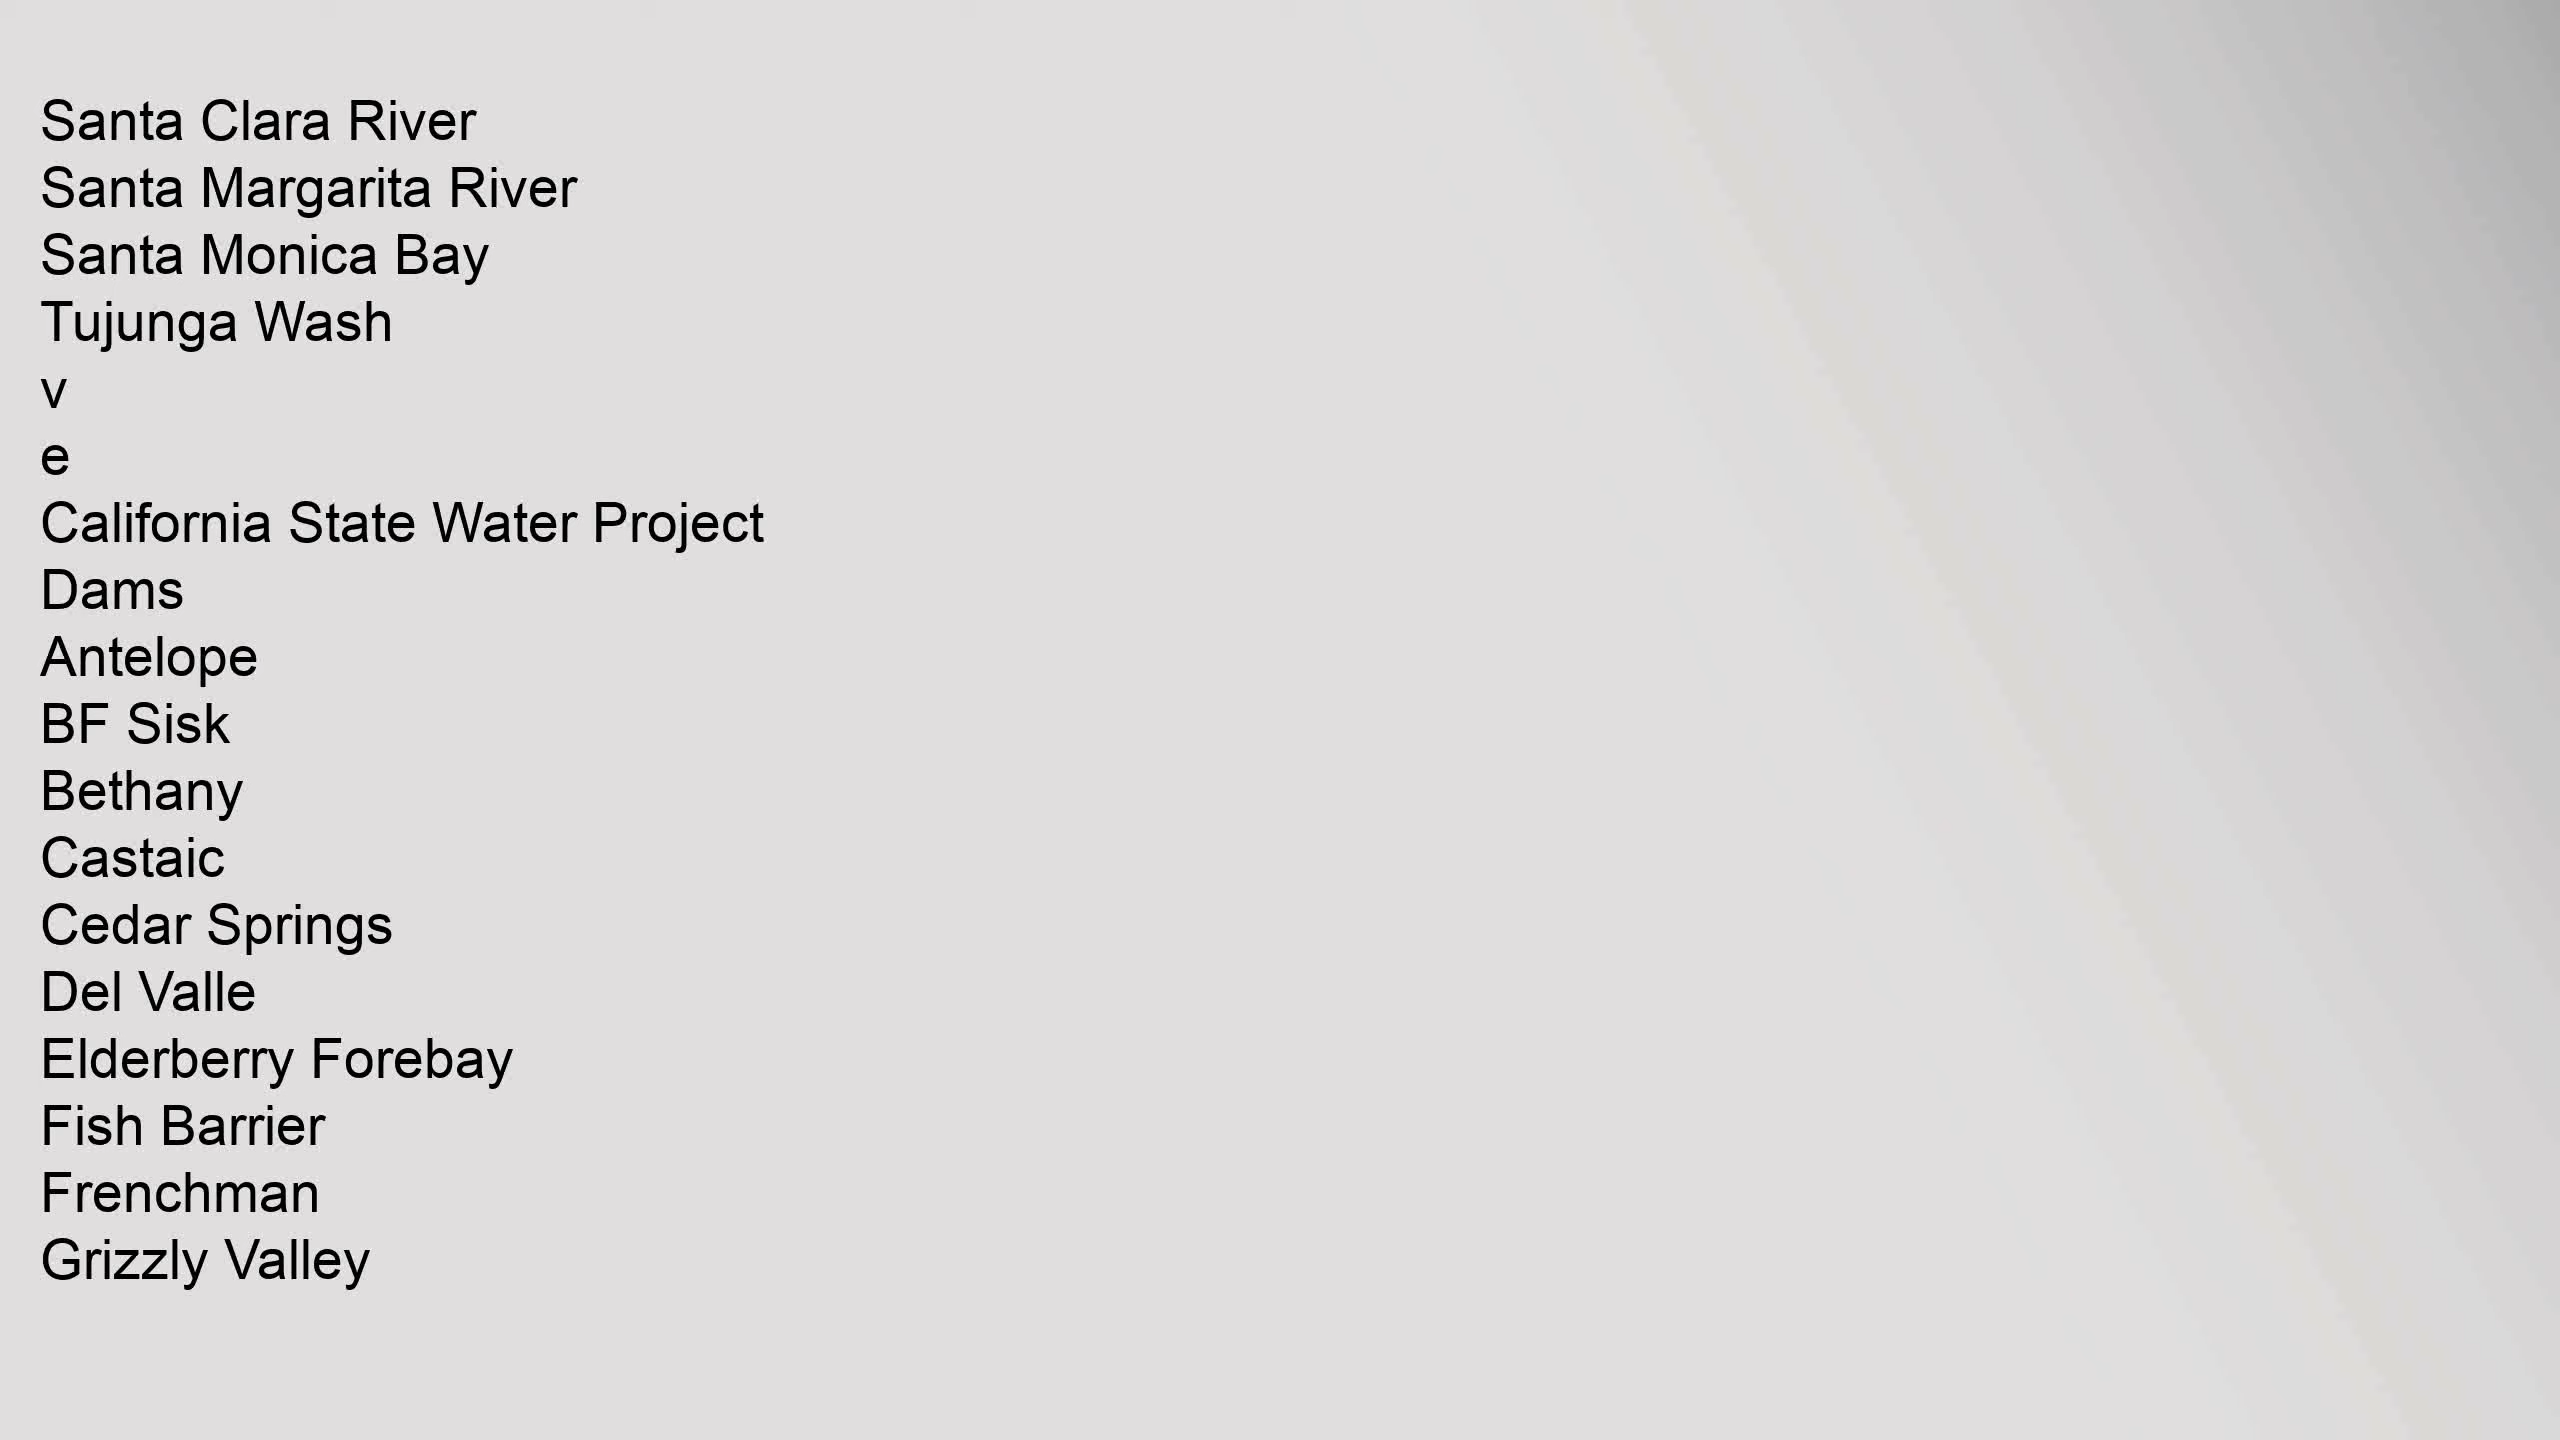 Santa Clara River
Santa Margarita River
Santa Monica Bay
Tujunga Wash
v
e
California State Water Project
Dams
Antelope
BF Sisk
Bethany
Castaic
Cedar Springs
Del Valle
Elderberry Forebay
Fish Barrier
Frenchman
Grizzly Valley